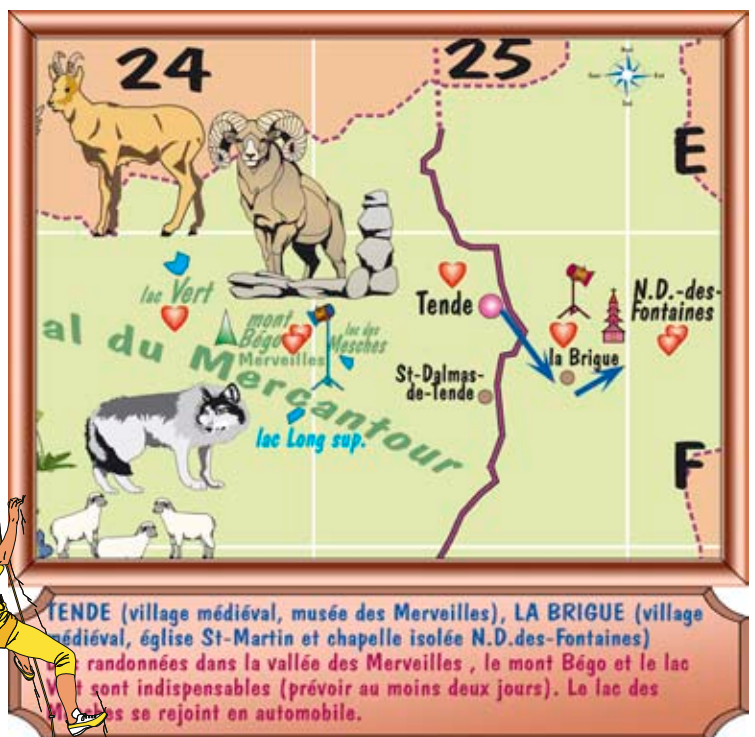 24
25
E
lac Vert
mont
Bégo
Merveilles
lac des
Mesches
al du Mercantour
lac Long sup.
Tende
St-Dalmas-
de-Tende
la Brigue
N.D.-des-
Fontaines
F
TENDE (village médiéval, musée des Merveilles), LA BRIGUE (village
médiéval, église St-Martin et chapelle isolée N.D.des-Fontaines)
randonnées dans la vallée des Merveilles , le mont Bégo et le lac
Vert sont indispensables (prévoir au moins deux jours). Le lac des
Mesches se rejoint en automobile.